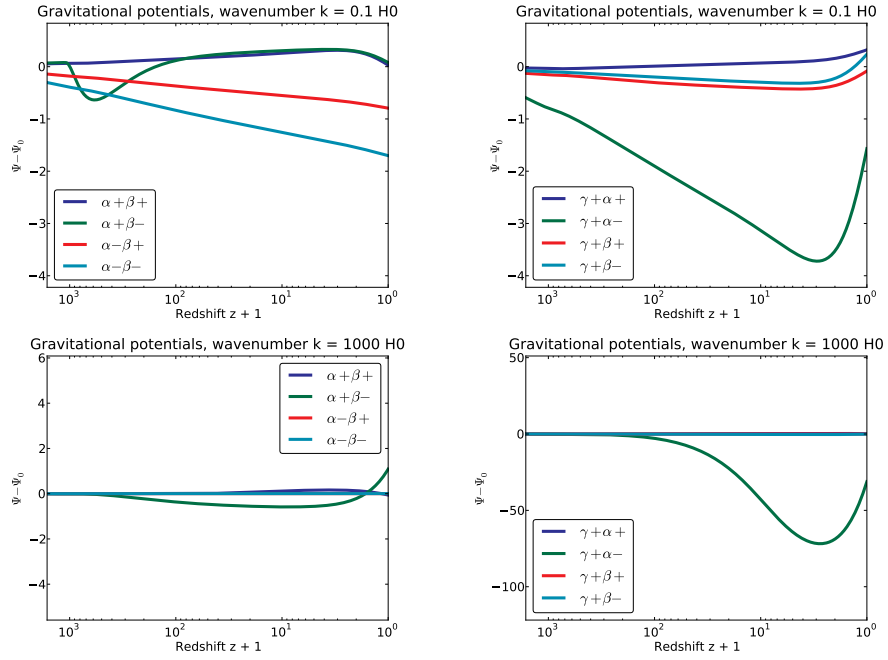 Gravitational potentials, wavenumber k = 0.1 H0
0
−1
−2
−3
−4
Ψ−Ψ₀
α+β+
α+β−
α−β+
α−β−
10³ 10² 10¹ 10⁰
Redshift z + 1
Gravitational potentials, wavenumber k = 0.1 H0
0
−1
−2
−3
−4
Ψ−Ψ₀
γ+α+
γ+α−
γ+β+
γ+β−
10³ 10² 10¹ 10⁰
Redshift z + 1
Gravitational potentials, wavenumber k = 1000 H0
6
4
2
0
−2
−4
Ψ−Ψ₀
α+β+
α+β−
α−β+
α−β−
10³ 10² 10¹ 10⁰
Redshift z + 1
Gravitational potentials, wavenumber k = 1000 H0
50
0
−50
−100
Ψ−Ψ₀
γ+α+
γ+α−
γ+β+
γ+β−
10³ 10² 10¹ 10⁰
Redshift z + 1